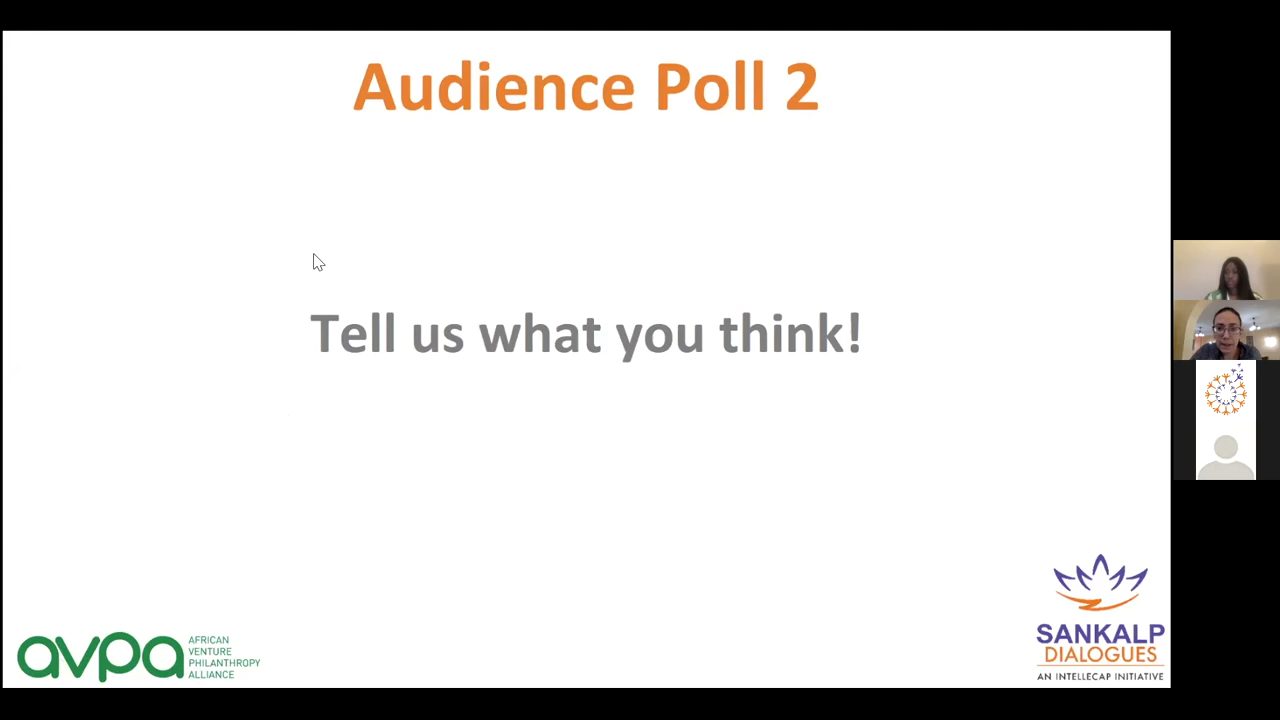 Audience Poll 2
Tell us what you think!
avpa
AFRICAN
VENTURE
PHILANTHROPY
ALLIANCE
SANKALP
DIALOGUES
AN INTELLECAP INITIATIVE